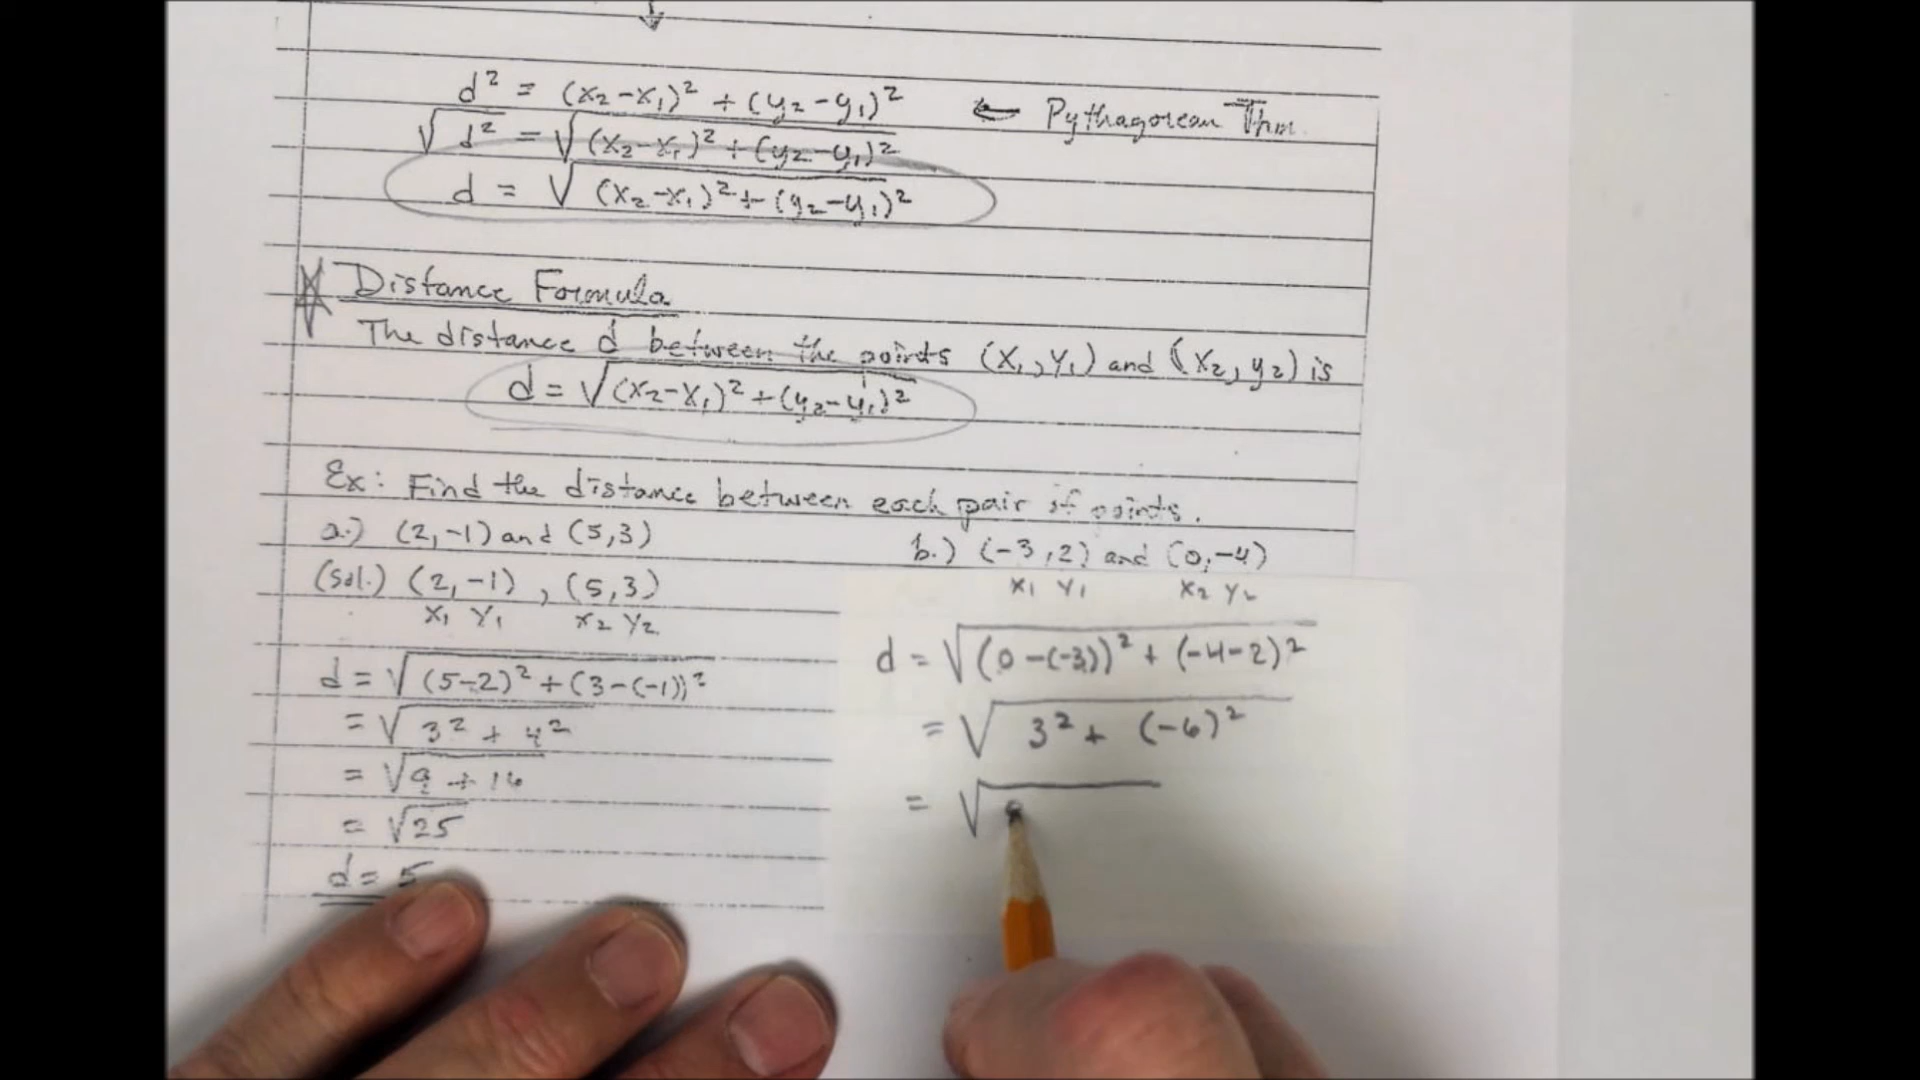 d² = (x₂-x₁)² + (y₂-y₁)² ← Pythagorean Thm.
√d² = √(x₂-x₁)² + (y₂-y₁)²
d = √(x₂-x₁)² + (y₂-y₁)²
Distance Formula
The distance d between the points (x₁, y₁) and (x₂, y₂) is
d = √(x₂-x₁)² + (y₂-y₁)²
Ex: Find the distance between each pair of points.
a.) (2,-1) and (5,3)
(sol.) (2,-1), (5,3)
x₁ y₁ x₂ y₂
d = √(5-2)² + (3-(-1))²
= √3² + 4²
= √9 + 16
= √25
d = 5
b.) (-3,2) and (0,-4)
x₁ y₁ x₂ y₂
d = √(0-(-3))² + (-4-2)²
= √3² + (-6)²
= √